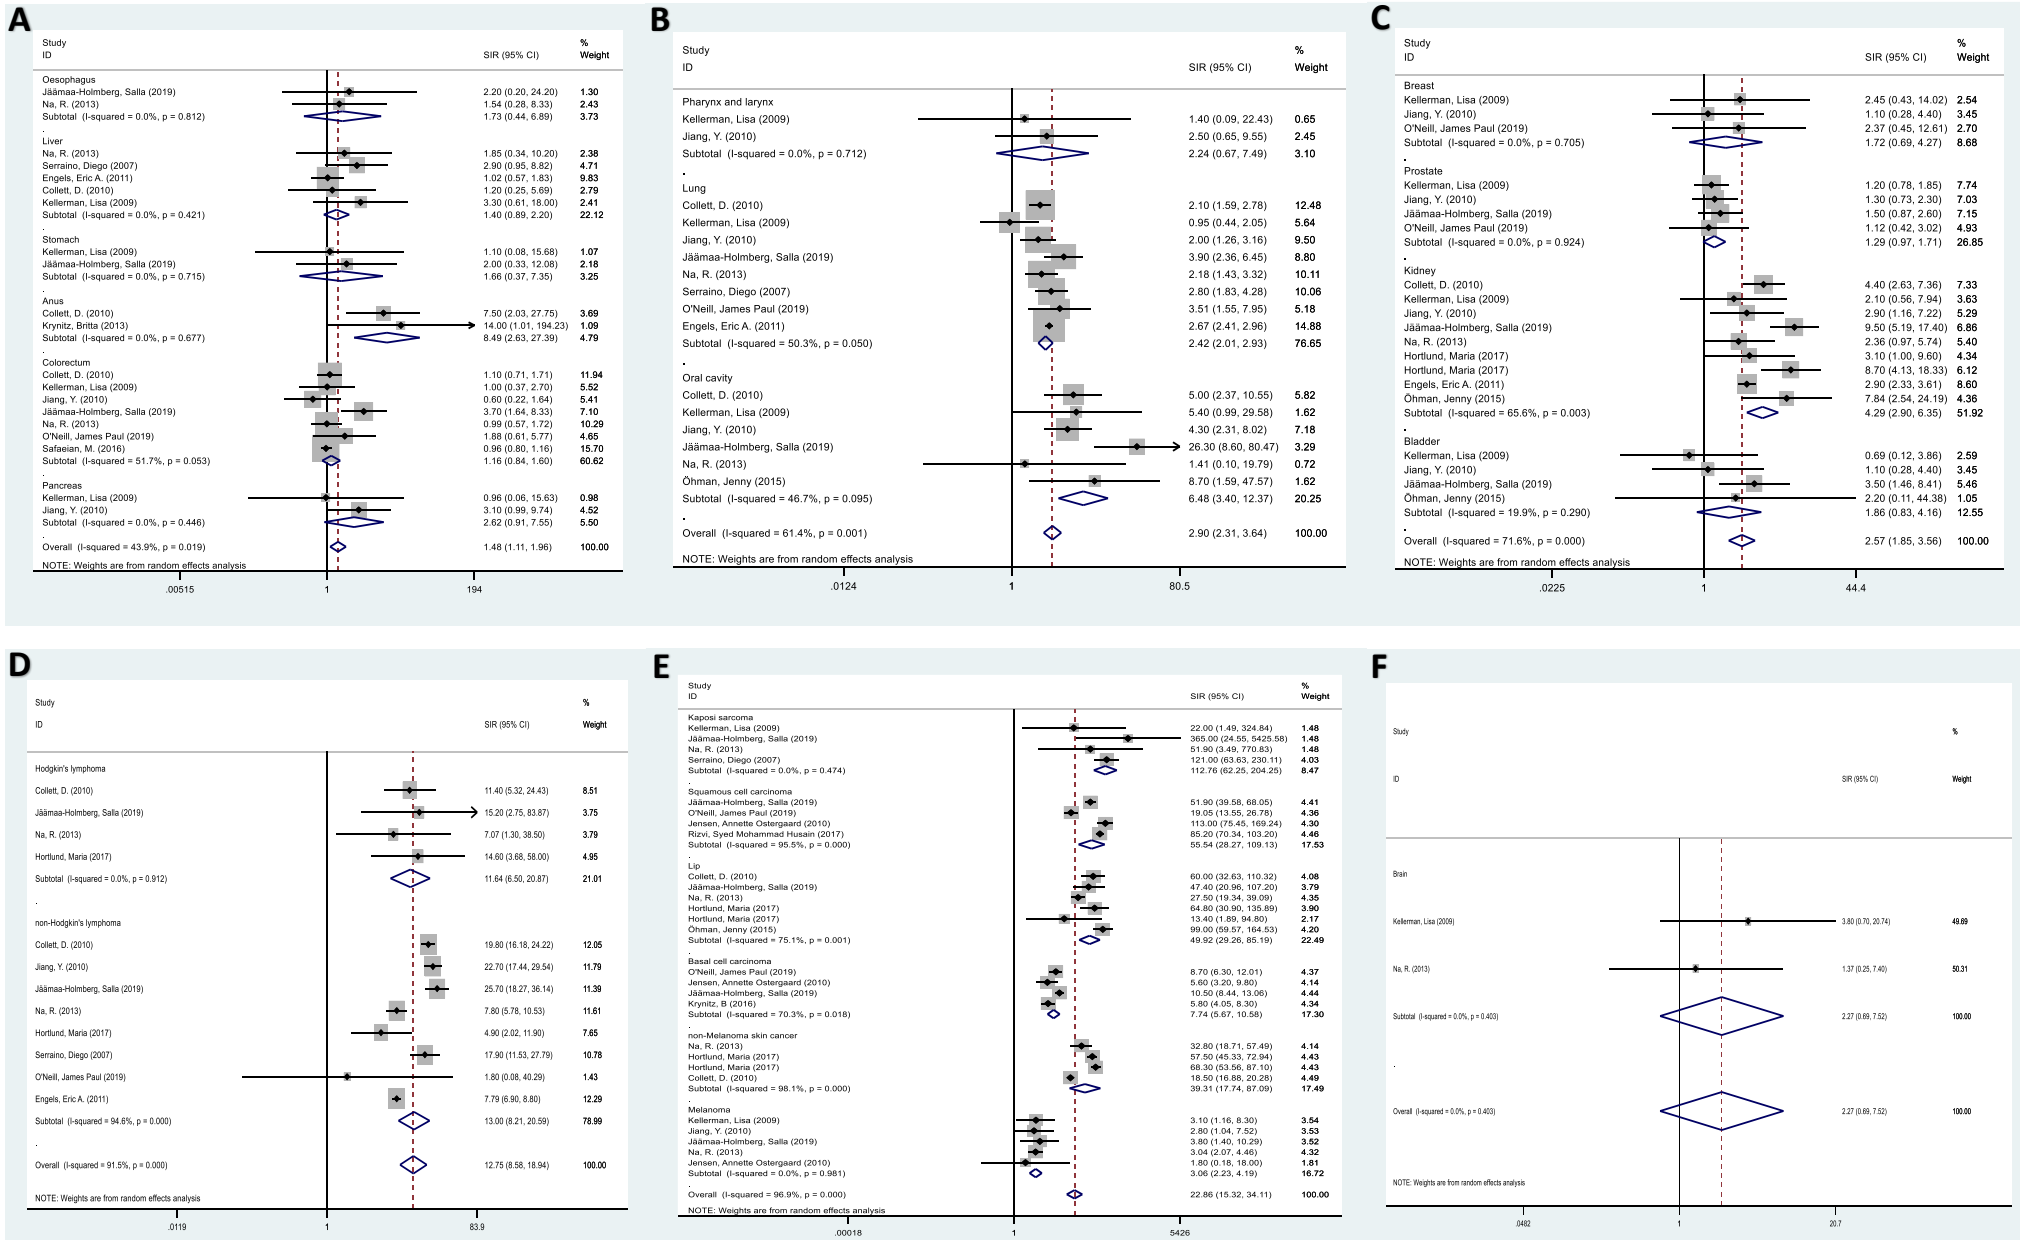 A
Study %
ID SIR (95% CI) Weight
Oesophagus
Jäämaa-Holmberg, Salla (2019) 2.20 (0.20, 24.20) 1.30
Na, R. (2013) 1.54 (0.28, 8.33) 2.43
Subtotal (I-squared = 0.0%, p = 0.812) 1.73 (0.44, 6.89) 3.73
.
Liver
Na, R. (2013) 1.85 (0.34, 10.20) 2.38
Serraino, Diego (2007) 2.90 (0.95, 8.82) 4.71
Engels, Eric A. (2011) 1.02 (0.57, 1.83) 9.83
Collett, D. (2010) 1.20 (0.25, 5.69) 2.79
Kellerman, Lisa (2009) 3.30 (0.61, 18.00) 2.41
Subtotal (I-squared = 0.0%, p = 0.421) 1.40 (0.89, 2.20) 22.12
.
Stomach
Kellerman, Lisa (2009) 1.10 (0.08, 15.68) 1.07
Jäämaa-Holmberg, Salla (2019) 2.00 (0.33, 12.08) 2.18
Subtotal (I-squared = 0.0%, p = 0.715) 1.66 (0.37, 7.35) 3.25
.
Anus
Collett, D. (2010) 7.50 (2.03, 27.75) 3.69
Krynitz, Britta (2013) 14.00 (1.01, 194.23) 1.09
Subtotal (I-squared = 0.0%, p = 0.677) 8.49 (2.63, 27.39) 4.79
.
Colorectum
Collett, D. (2010) 1.10 (0.71, 1.71) 11.94
Kellerman, Lisa (2009) 1.00 (0.37, 2.70) 5.52
Jiang, Y. (2010) 0.60 (0.22, 1.64) 5.41
Jäämaa-Holmberg, Salla (2019) 3.70 (1.64, 8.33) 7.10
Na, R. (2013) 0.99 (0.57, 1.72) 10.29
O'Neill, James Paul (2019) 1.88 (0.61, 5.77) 4.65
Safaeian, M. (2016) 0.96 (0.80, 1.16) 15.70
Subtotal (I-squared = 51.7%, p = 0.053) 1.16 (0.84, 1.60) 60.62
.
Pancreas
Kellerman, Lisa (2009) 0.96 (0.06, 15.63) 0.98
Jiang, Y. (2010) 3.10 (0.99, 9.74) 4.52
Subtotal (I-squared = 0.0%, p = 0.446) 2.62 (0.91, 7.55) 5.50
.
Overall (I-squared = 43.9%, p = 0.019) 1.48 (1.11, 1.96) 100.00
NOTE: Weights are from random effects analysis
.00515 1 194
B
Study %
ID SIR (95% CI) Weight
Pharynx and larynx
Kellerman, Lisa (2009) 1.40 (0.09, 22.43) 0.65
Jiang, Y. (2010) 2.50 (0.65, 9.55) 2.45
Subtotal (I-squared = 0.0%, p = 0.712) 2.24 (0.67, 7.49) 3.10
.
Lung
Collett, D. (2010) 2.10 (1.59, 2.78) 12.48
Kellerman, Lisa (2009) 0.95 (0.44, 2.05) 5.64
Jiang, Y. (2010) 2.00 (1.26, 3.16) 9.50
Jäämaa-Holmberg, Salla (2019) 3.90 (2.36, 6.45) 8.80
Na, R. (2013) 2.18 (1.43, 3.32) 10.11
Serraino, Diego (2007) 2.80 (1.83, 4.28) 10.06
O'Neill, James Paul (2019) 3.51 (1.55, 7.95) 5.18
Engels, Eric A. (2011) 2.67 (2.41, 2.96) 14.88
Subtotal (I-squared = 50.3%, p = 0.050) 2.42 (2.01, 2.93) 76.65
.
Oral cavity
Collett, D. (2010) 5.00 (2.37, 10.55) 5.82
Kellerman, Lisa (2009) 5.40 (0.99, 29.58) 1.62
Jiang, Y. (2010) 4.30 (2.31, 8.02) 7.18
Jäämaa-Holmberg, Salla (2019) 26.30 (8.60, 80.47) 3.29
Na, R. (2013) 1.41 (0.10, 19.79) 0.72
Öhman, Jenny (2015) 8.70 (1.59, 47.57) 1.62
Subtotal (I-squared = 46.7%, p = 0.095) 6.48 (3.40, 12.37) 20.25
.
Overall (I-squared = 61.4%, p = 0.001) 2.90 (2.31, 3.64) 100.00
NOTE: Weights are from random effects analysis
.0124 1 80.5
C
Study %
ID SIR (95% CI) Weight
Breast
Kellerman, Lisa (2009) 2.45 (0.43, 14.02) 2.54
Jiang, Y. (2010) 1.10 (0.28, 4.40) 3.45
O'Neill, James Paul (2019) 2.37 (0.45, 12.61) 2.70
Subtotal (I-squared = 0.0%, p = 0.705) 1.72 (0.69, 4.27) 8.68
.
Prostate
Kellerman, Lisa (2009) 1.20 (0.78, 1.85) 7.74
Jiang, Y. (2010) 1.30 (0.73, 2.30) 7.03
Jäämaa-Holmberg, Salla (2019) 1.50 (0.87, 2.60) 7.15
O'Neill, James Paul (2019) 1.12 (0.42, 3.02) 4.93
Subtotal (I-squared = 0.0%, p = 0.924) 1.29 (0.97, 1.71) 26.85
.
Kidney
Collett, D. (2010) 4.40 (2.63, 7.36) 7.33
Kellerman, Lisa (2009) 2.10 (0.56, 7.94) 3.63
Jiang, Y. (2010) 2.90 (1.16, 7.22) 5.29
Jäämaa-Holmberg, Salla (2019) 9.50 (5.19, 17.40) 6.86
Na, R. (2013) 2.36 (0.97, 5.74) 5.40
Hortlund, Maria (2017) 3.10 (1.00, 9.60) 4.34
Hortlund, Maria (2017) 8.70 (4.13, 18.33) 6.12
Engels, Eric A. (2011) 2.90 (2.33, 3.61) 8.60
Öhman, Jenny (2015) 7.84 (2.54, 24.19) 4.36
Subtotal (I-squared = 65.6%, p = 0.003) 4.29 (2.90, 6.35) 51.92
.
Bladder
Kellerman, Lisa (2009) 0.69 (0.12, 3.86) 2.59
Jiang, Y. (2010) 1.10 (0.28, 4.40) 3.45
Jäämaa-Holmberg, Salla (2019) 3.50 (1.46, 8.41) 5.46
Öhman, Jenny (2015) 2.20 (0.11, 44.38) 1.05
Subtotal (I-squared = 19.9%, p = 0.290) 1.86 (0.83, 4.16) 12.55
.
Overall (I-squared = 71.6%, p = 0.000) 2.57 (1.85, 3.56) 100.00
NOTE: Weights are from random effects analysis
.0225 1 44.4
D
Study %
ID SIR (95% CI) Weight
Hodgkin's lymphoma
Collett, D. (2010) 11.40 (5.32, 24.43) 8.51
Jäämaa-Holmberg, Salla (2019) 15.20 (2.75, 83.87) 3.75
Na, R. (2013) 7.07 (1.30, 38.50) 3.79
Hortlund, Maria (2017) 14.60 (3.68, 58.00) 4.95
Subtotal (I-squared = 0.0%, p = 0.912) 11.64 (6.50, 20.87) 21.01
.
non-Hodgkin's lymphoma
Collett, D. (2010) 19.80 (16.18, 24.22) 12.05
Jiang, Y. (2010) 22.70 (17.44, 29.54) 11.79
Jäämaa-Holmberg, Salla (2019) 25.70 (18.27, 36.14) 11.39
Na, R. (2013) 7.80 (5.78, 10.53) 11.61
Hortlund, Maria (2017) 4.90 (2.02, 11.90) 7.65
Serraino, Diego (2007) 17.90 (11.53, 27.79) 10.78
O'Neill, James Paul (2019) 1.80 (0.08, 40.29) 1.43
Engels, Eric A. (2011) 7.79 (6.90, 8.80) 12.29
Subtotal (I-squared = 94.6%, p = 0.000) 13.00 (8.21, 20.59) 78.99
.
Overall (I-squared = 91.5%, p = 0.000) 12.75 (8.58, 18.94) 100.00
NOTE: Weights are from random effects analysis
.0119 1 83.9
E
Study %
ID SIR (95% CI) Weight
Kaposi sarcoma
Kellerman, Lisa (2009) 22.00 (1.49, 324.84) 1.48
Jäämaa-Holmberg, Salla (2019) 365.00 (24.55, 5425.58) 1.48
Na, R. (2013) 51.90 (3.49, 770.83) 1.48
Serraino, Diego (2007) 121.00 (63.63, 230.11) 4.03
Subtotal (I-squared = 0.0%, p = 0.474) 112.76 (62.25, 204.25) 8.47
.
Squamous cell carcinoma
Jäämaa-Holmberg, Salla (2019) 51.90 (39.58, 68.05) 4.41
O'Neill, James Paul (2019) 19.05 (13.55, 26.78) 4.36
Jensen, Annette Ostergaard (2010) 113.00 (75.45, 169.24) 4.30
Rizvi, Syed Mohammad Husain (2017) 85.20 (70.34, 103.20) 4.46
Subtotal (I-squared = 95.5%, p = 0.000) 55.54 (28.27, 109.13) 17.53
.
Lip
Collett, D. (2010) 60.00 (32.63, 110.32) 4.08
Jäämaa-Holmberg, Salla (2019) 47.40 (20.96, 107.20) 3.79
Na, R. (2013) 27.50 (19.34, 39.09) 4.35
Hortlund, Maria (2017) 64.80 (30.90, 135.89) 3.90
Hortlund, Maria (2017) 13.40 (1.89, 94.80) 2.17
Öhman, Jenny (2015) 99.00 (59.57, 164.53) 4.20
Subtotal (I-squared = 75.1%, p = 0.001) 49.92 (29.26, 85.19) 22.49
.
Basal cell carcinoma
O'Neill, James Paul (2019) 8.70 (6.30, 12.01) 4.37
Jensen, Annette Ostergaard (2010) 5.60 (3.20, 9.80) 4.14
Jäämaa-Holmberg, Salla (2019) 10.50 (8.44, 13.06) 4.44
Krynitz, B (2016) 5.80 (4.05, 8.30) 4.34
Subtotal (I-squared = 70.3%, p = 0.018) 7.74 (5.67, 10.58) 17.30
.
non-Melanoma skin cancer
Na, R. (2013) 32.80 (18.71, 57.49) 4.14
Hortlund, Maria (2017) 57.50 (45.33, 72.94) 4.43
Hortlund, Maria (2017) 68.30 (53.56, 87.10) 4.43
Collett, D. (2010) 18.50 (16.88, 20.28) 4.49
Subtotal (I-squared = 98.1%, p = 0.000) 39.31 (17.74, 87.09) 17.49
.
Melanoma
Kellerman, Lisa (2009) 3.10 (1.16, 8.30) 3.54
Jiang, Y. (2010) 2.80 (1.04, 7.52) 3.53
Jäämaa-Holmberg, Salla (2019) 3.80 (1.40, 10.29) 3.52
Na, R. (2013) 3.04 (2.07, 4.46) 4.32
Jensen, Annette Ostergaard (2010) 1.80 (0.18, 18.00) 1.81
Subtotal (I-squared = 0.0%, p = 0.981) 3.06 (2.23, 4.19) 16.72
.
Overall (I-squared = 96.9%, p = 0.000) 22.86 (15.32, 34.11) 100.00
NOTE: Weights are from random effects analysis
.00018 1 5426
F
Study %
ID SIR (95% CI) Weight
Brain
Kellerman, Lisa (2009) 3.80 (0.70, 20.74) 49.69
Na, R. (2013) 1.37 (0.25, 7.40) 50.31
Subtotal (I-squared = 0.0%, p = 0.403) 2.27 (0.69, 7.52) 100.00
.
Overall (I-squared = 0.0%, p = 0.403) 2.27 (0.69, 7.52) 100.00
NOTE: Weights are from random effects analysis
.0482 1 20.7